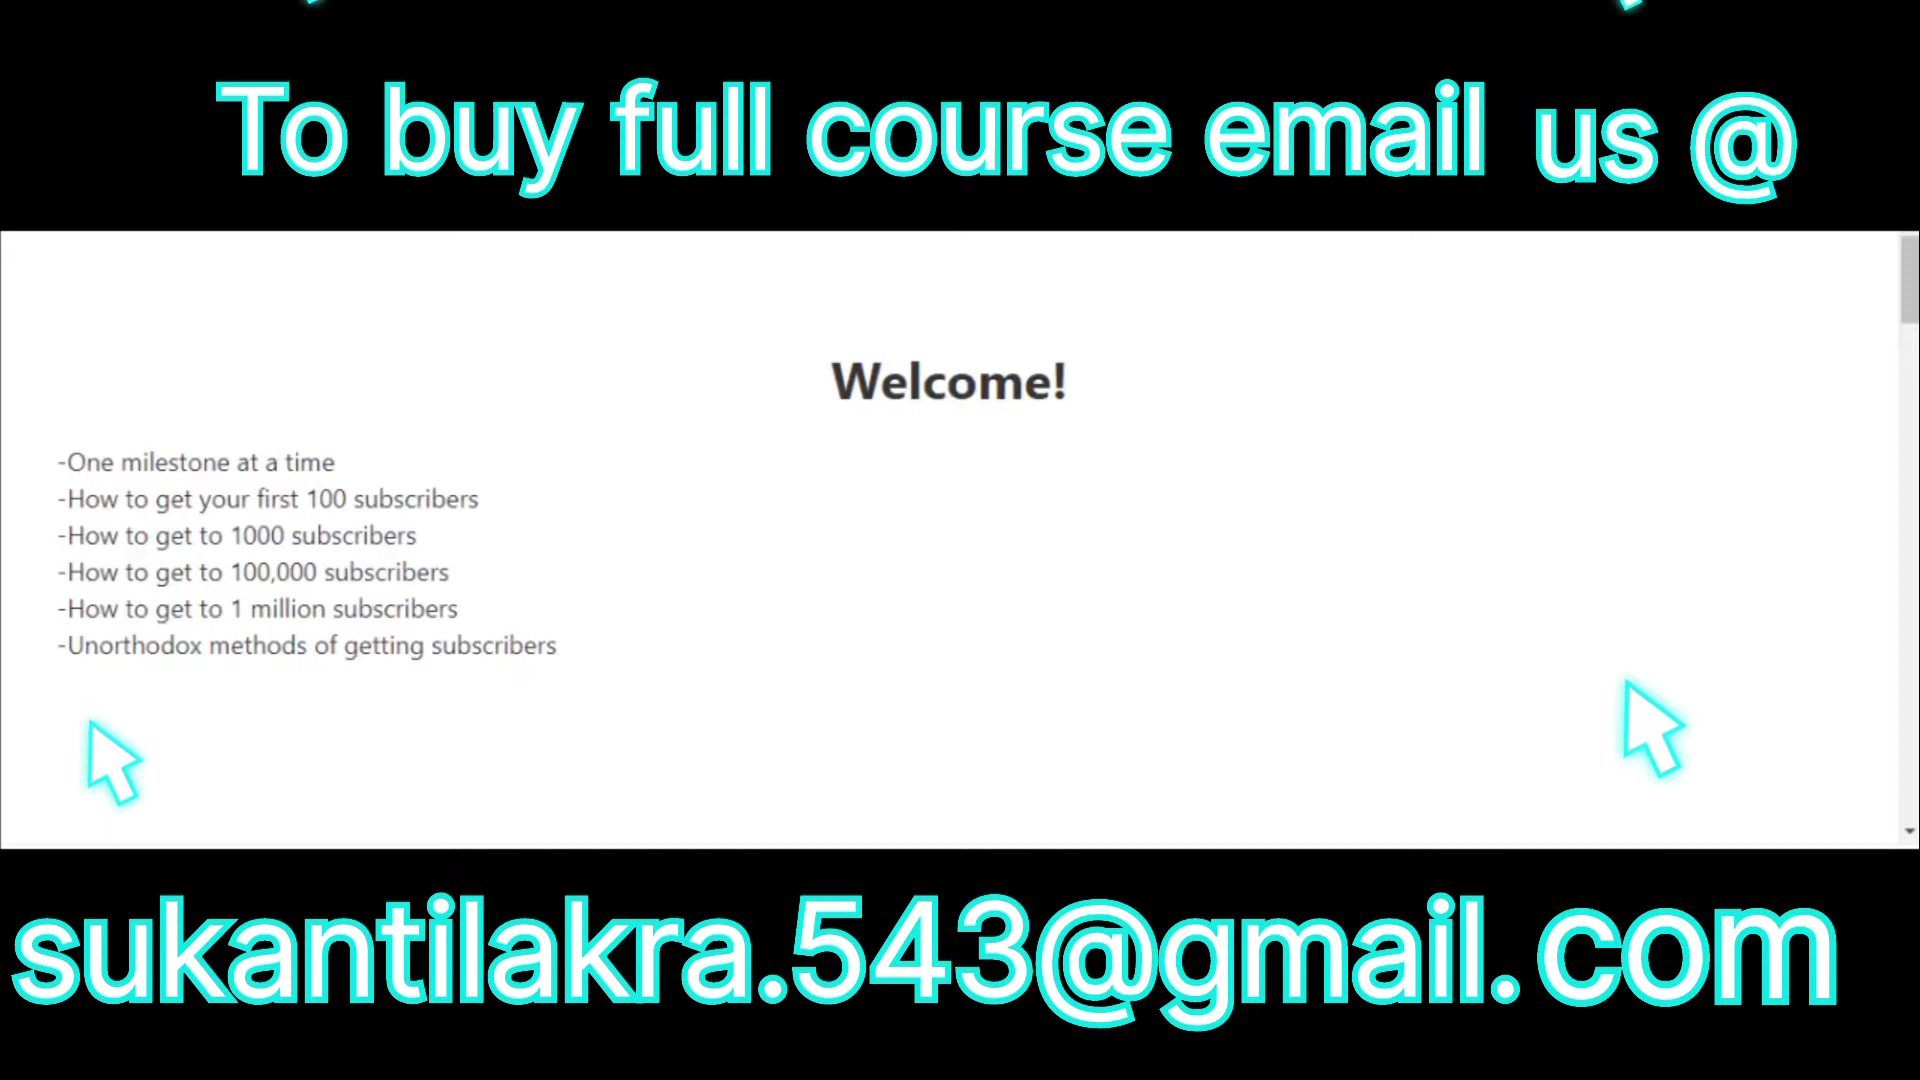 To buy full course email us @
Welcome!
-One milestone at a time
-How to get your first 100 subscribers
-How to get to 1000 subscribers
-How to get to 100,000 subscribers
-How to get to 1 million subscribers
-Unorthodox methods of getting subscribers
sukantilakra.543@gmail.com